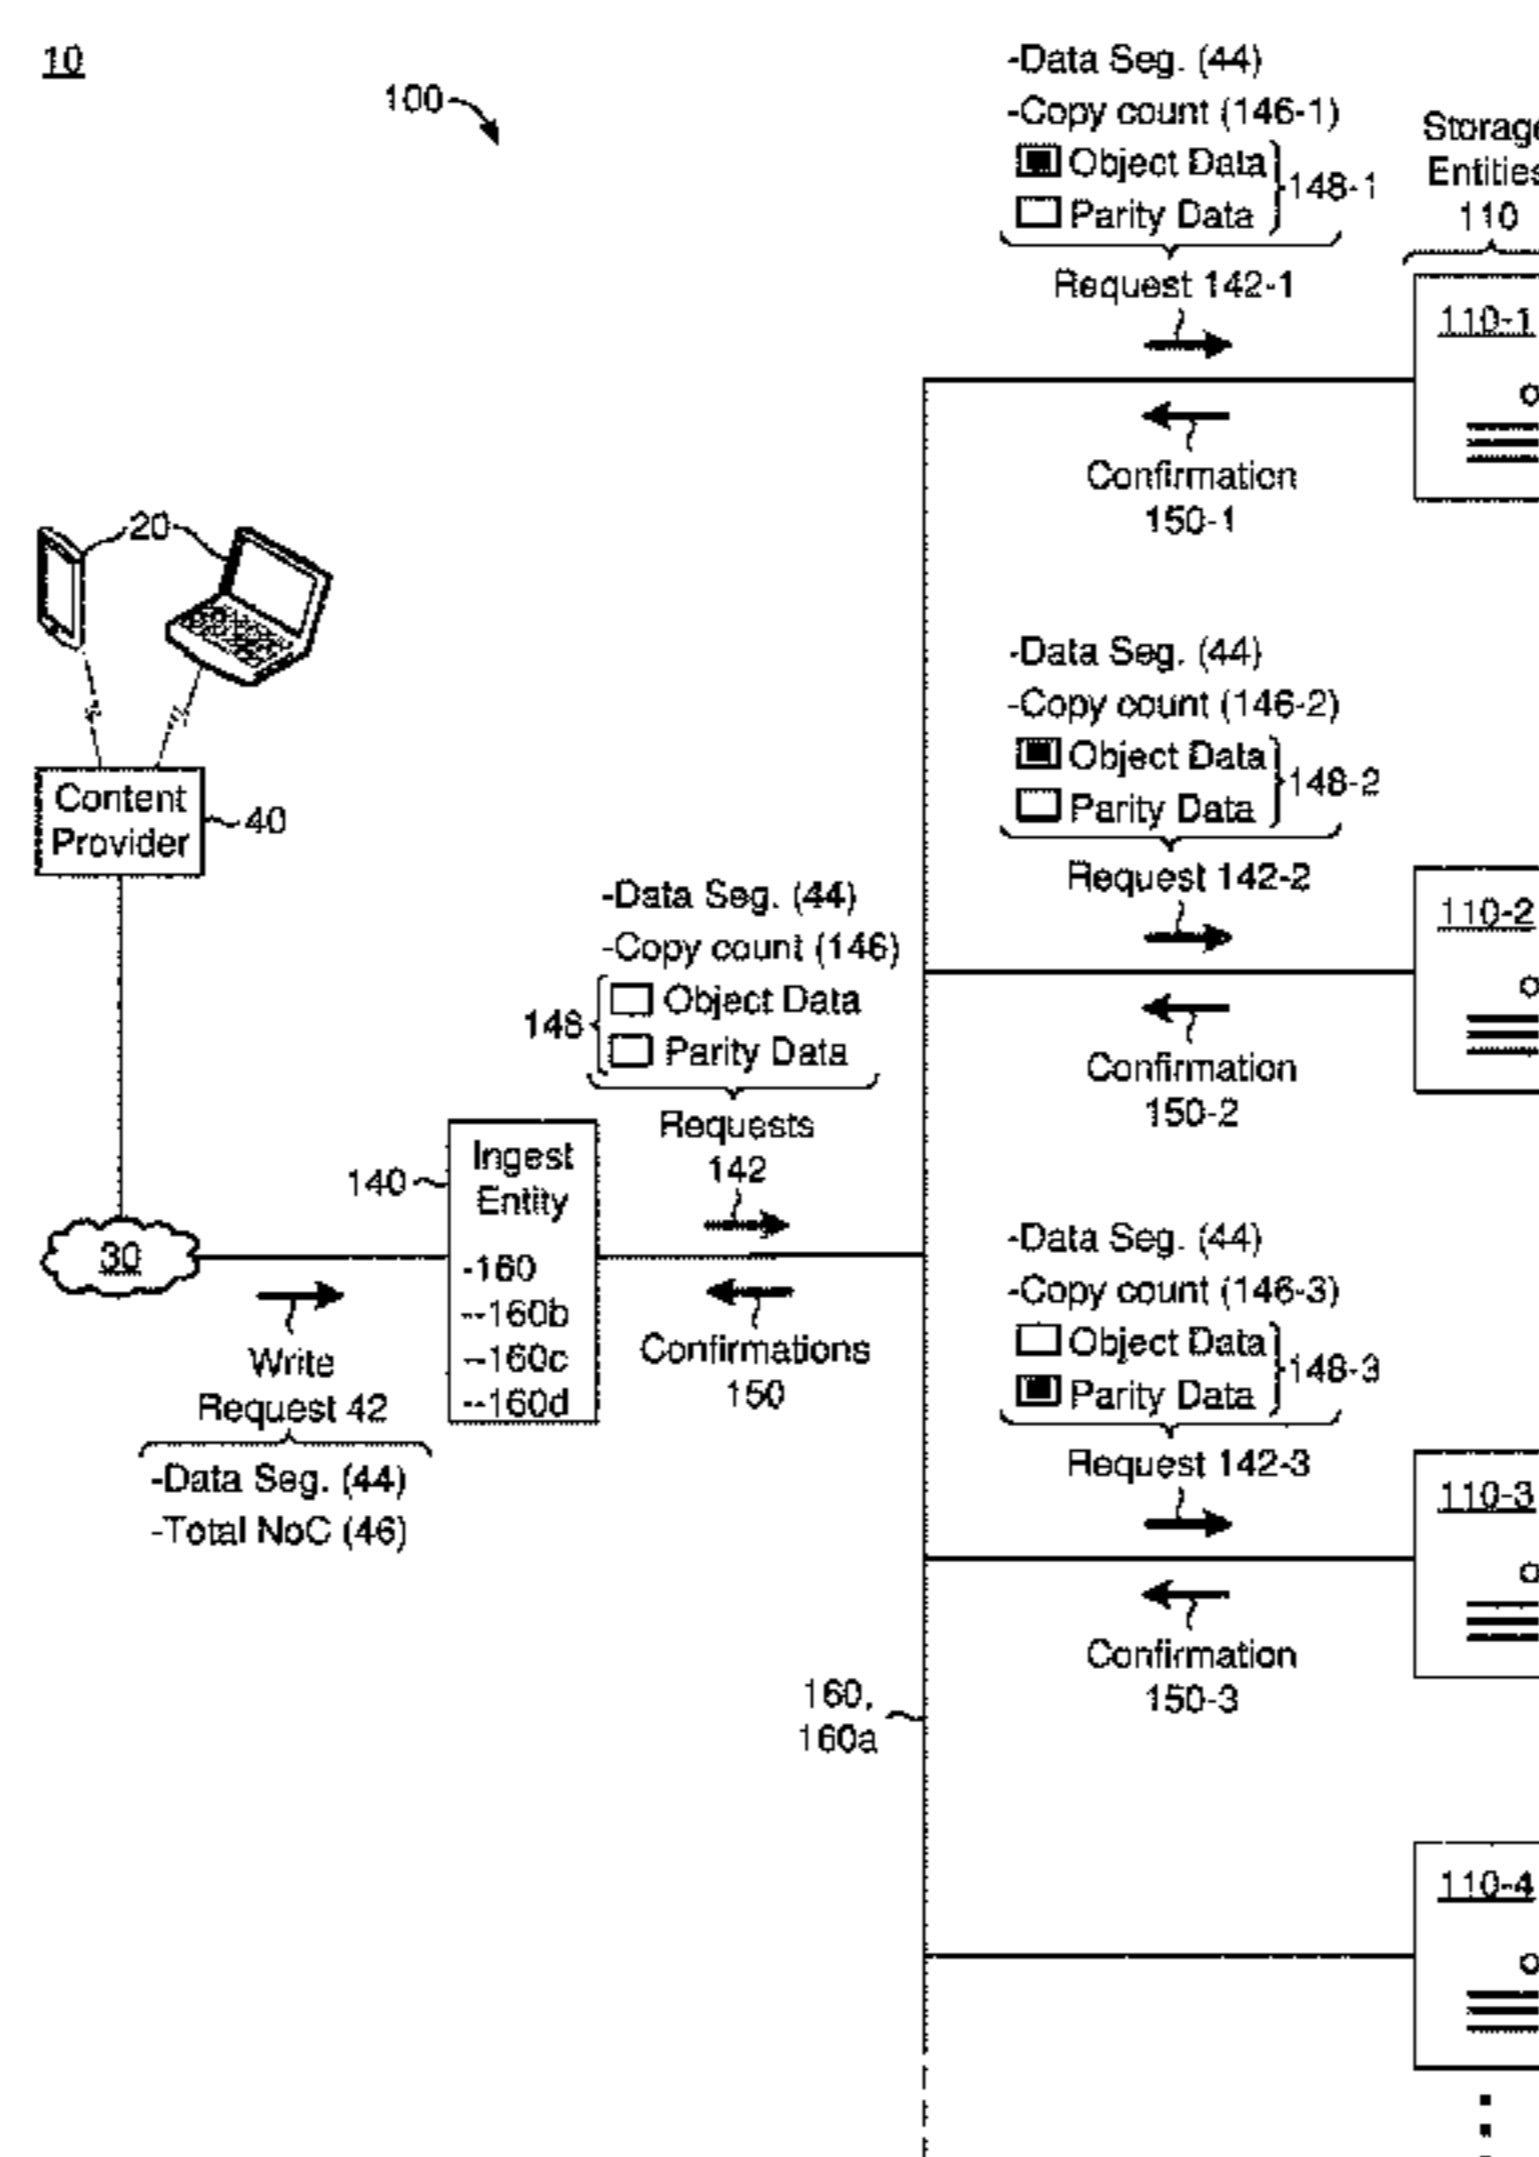 10
100
-Data Seg. (44)
-Copy count (146-1)
Object Data
Parity Data
148-1
Request 142-1
Storage
Entities
110
110-1
Confirmation
150-1
20
Content
Provider
40
-Data Seg. (44)
-Copy count (146-2)
Object Data
Parity Data
148-2
Request 142-2
110-2
Confirmation
150-2
-Data Seg. (44)
-Copy count (146)
148
Object Data
Parity Data
Requests
142
140
Ingest
Entity
-160
--160b
--160c
--160d
30
Write
Request 42
-Data Seg. (44)
-Total NoC (46)
Confirmations
150
-Data Seg. (44)
-Copy count (146-3)
Object Data
Parity Data
148-3
Request 142-3
110-3
Confirmation
150-3
160,
160a
110-4